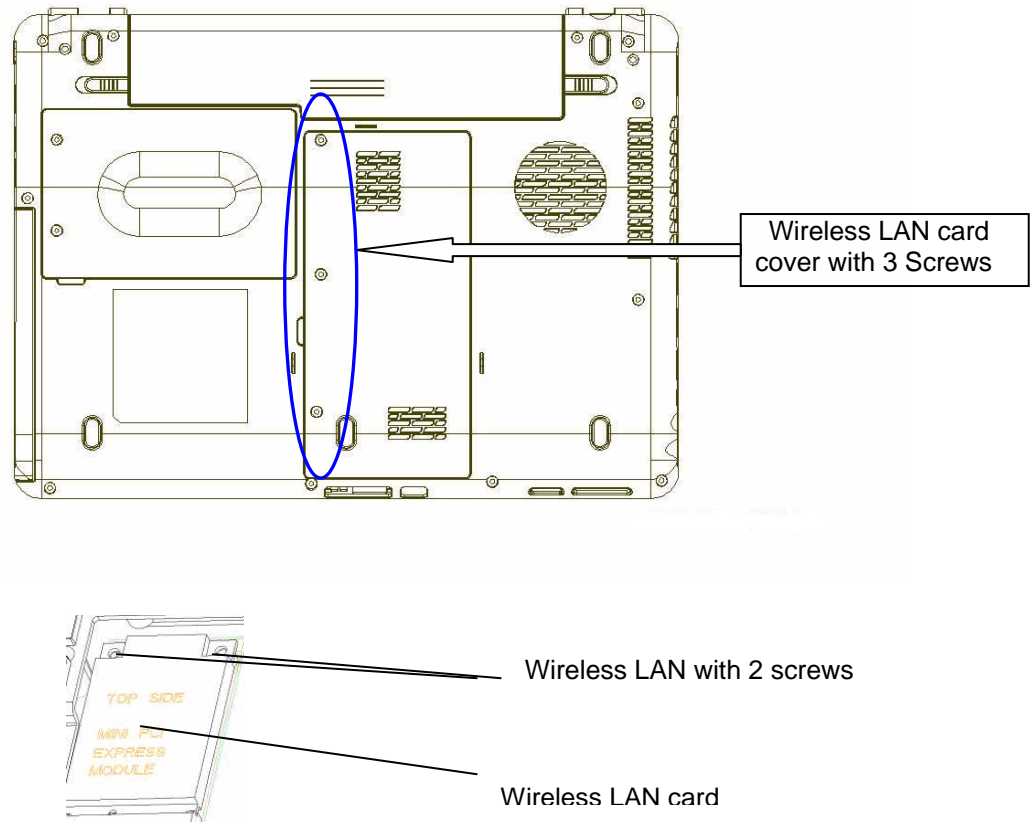 Wireless LAN card
cover with 3 Screws
Wireless LAN with 2 screws
TOP SIDE
MINI PCI
EXPRESS
MODULE
Wireless LAN card